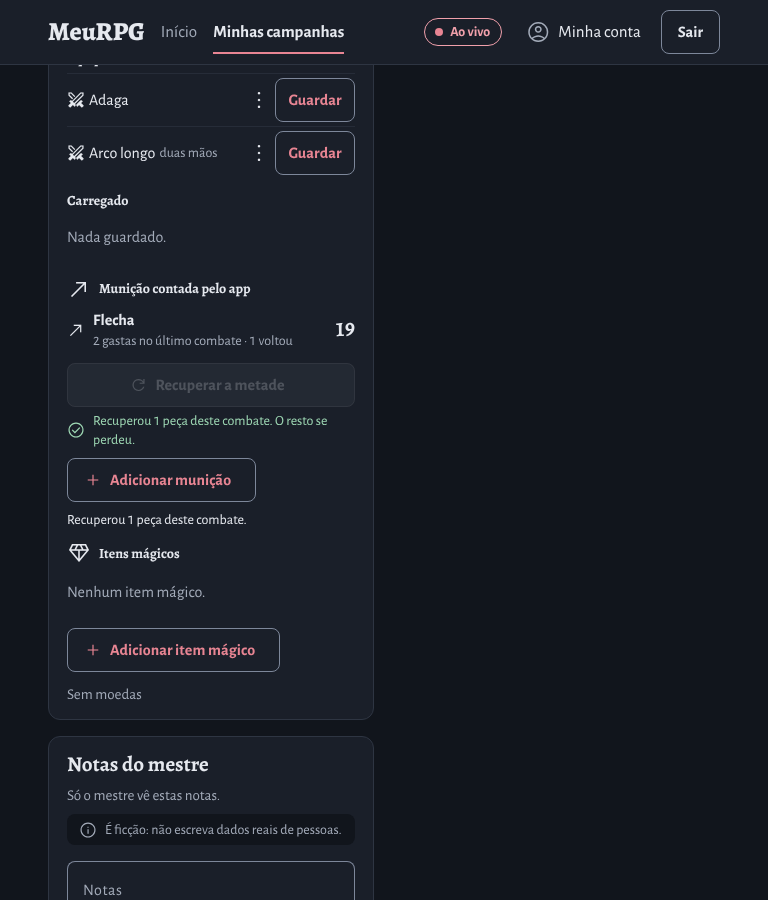 MeuRPG Início Minhas campanhas Ao vivo Minha conta Sair
Adaga Guardar
Arco longo duas mãos Guardar
Carregado
Nada guardado.
Munição contada pelo app
Flecha
2 gastas no último combate · 1 voltou
19
Recuperar a metade
Recuperou 1 peça deste combate. O resto se
perdeu.
Adicionar munição
Recuperou 1 peça deste combate.
Itens mágicos
Nenhum item mágico.
Adicionar item mágico
Sem moedas
Notas do mestre
Só o mestre vê estas notas.
É ficção: não escreva dados reais de pessoas.
Notas